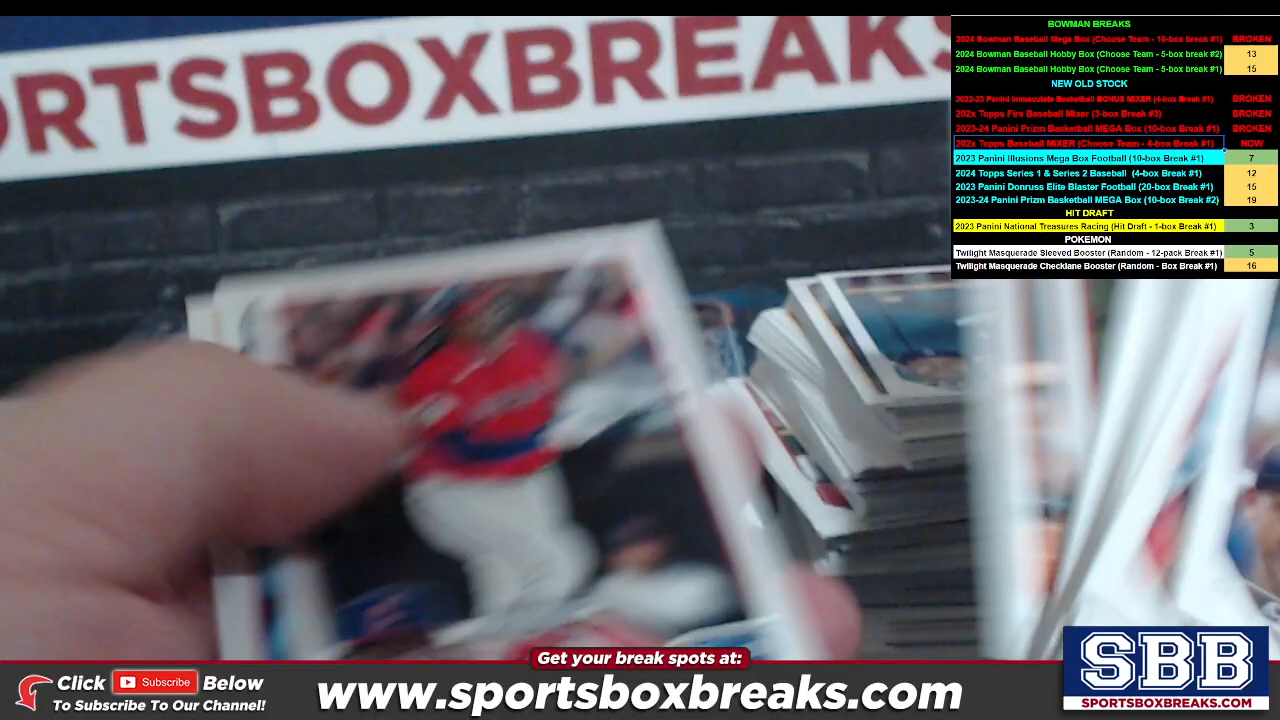 ORTSBOXBREAKS
BOWMAN BREAKS
2024 Bowman Baseball Mega Box (Choose Team - 10-box break #1) BROKEN
2024 Bowman Baseball Hobby Box (Choose Team - 5-box break #2) 13
2024 Bowman Baseball Hobby Box (Choose Team - 5-box break #1) 15
NEW OLD STOCK
2022-23 Panini Immaculate Basketball BONUS MIXER (4-box Break #1) BROKEN
202x Topps Fire Baseball Mixer (3-box Break #3) BROKEN
2023-24 Panini Prizm Basketball MEGA Box (10-box Break #1) BROKEN
202x Topps Baseball MIXER (Choose Team - 4-box Break #1) NOW
2023 Panini Illusions Mega Box Football (10-box Break #1) 7
2024 Topps Series 1 & Series 2 Baseball (4-box Break #1) 12
2023 Panini Donruss Elite Blaster Football (20-box Break #1) 15
2023-24 Panini Prizm Basketball MEGA Box (10-box Break #2) 19
HIT DRAFT
2023 Panini National Treasures Racing (Hit Draft - 1-box Break #1) 3
POKEMON
Twilight Masquerade Sleeved Booster (Random - 12-pack Break #1) 5
Twilight Masquerade Checklane Booster (Random - Box Break #1) 16
Get your break spots at:
Click Subscribe Below
To Subscribe To Our Channel!
www.sportsboxbreaks.com
SBB
SPORTSBOXBREAKS.COM